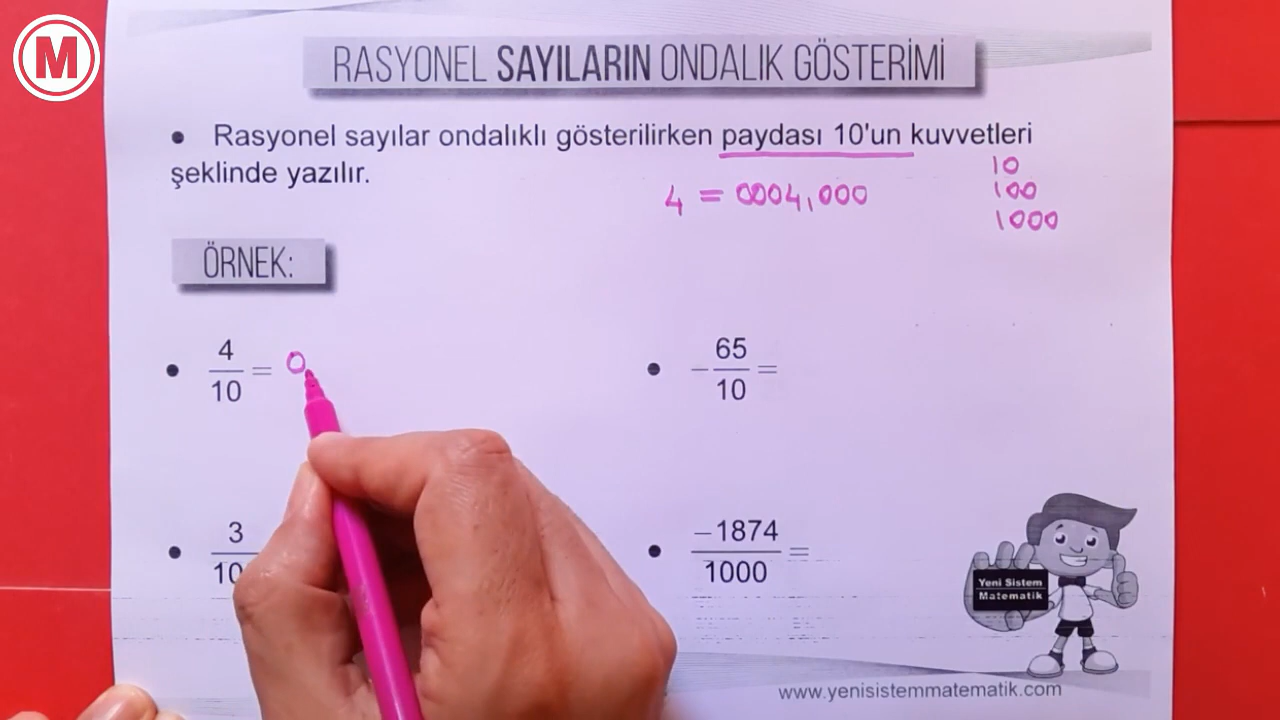 M
RASYONEL SAYILARIN ONDALIK GÖSTERİMİ
• Rasyonel sayılar ondalıklı gösterilirken paydası 10'un kuvvetleri
şeklinde yazılır.
10
4 = 0004,000
100
1000
ÖRNEK:
• 4/10 = 0
• -65/10 =
• 3/10
• -1874/1000 =
Yeni Sistem
Matematik
www.yenisistemmatematik.com